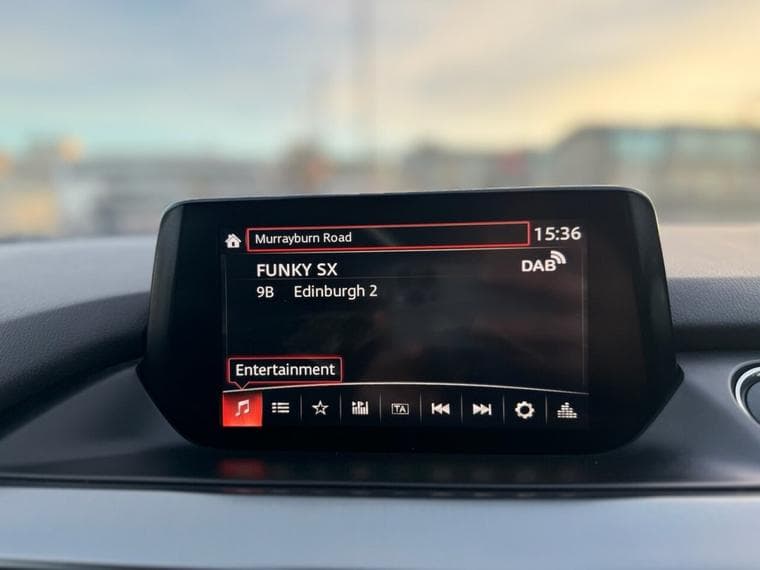 Murrayburn Road 15:36
FUNKY SX DAB
9B Edinburgh 2
Entertainment
TA